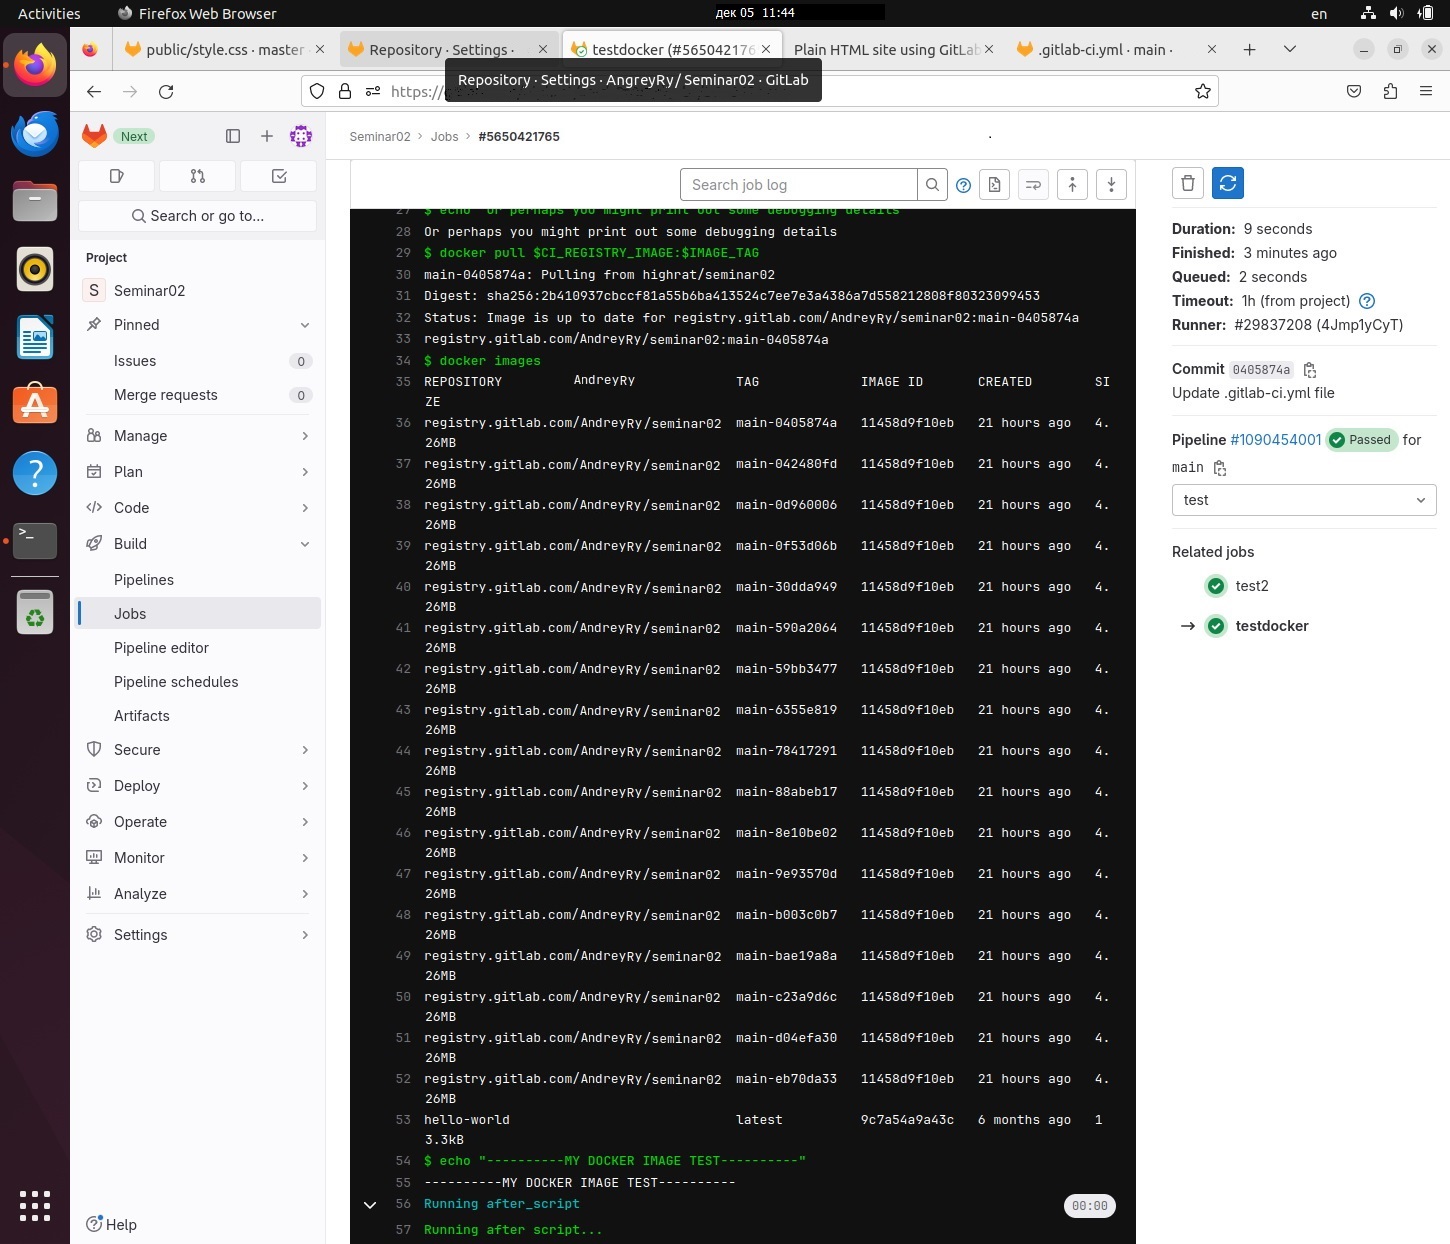 Activities
Firefox Web Browser
дек 05 11:44
en
public/style.css · master
Repository · Settings ·
testdocker (#565042176
Plain HTML site using GitLab
.gitlab-ci.yml · main ·
Repository · Settings · AngreyRy/ Seminar02 · GitLab
https://
Next
Search or go to...
Project
S Seminar02
Pinned
Issues 0
Merge requests 0
Manage
Plan
Code
Build
Pipelines
Jobs
Pipeline editor
Pipeline schedules
Artifacts
Secure
Deploy
Operate
Monitor
Analyze
Settings
Help
Seminar02 › Jobs › #5650421765
Search job log
27 $ echo "Or perhaps you might print out some debugging details"
28 Or perhaps you might print out some debugging details
29 $ docker pull $CI_REGISTRY_IMAGE:$IMAGE_TAG
30 main-0405874a: Pulling from highrat/seminar02
31 Digest: sha256:2b410937cbccf81a55b6ba413524c7ee7e3a4386a7d558212808f80323099453
32 Status: Image is up to date for registry.gitlab.com/AndreyRy/seminar02:main-0405874a
33 registry.gitlab.com/AndreyRy/seminar02:main-0405874a
34 $ docker images
35 REPOSITORY AndreyRy TAG IMAGE ID CREATED SI
ZE
36 registry.gitlab.com/AndreyRy/seminar02 main-0405874a 11458d9f10eb 21 hours ago 4.
26MB
37 registry.gitlab.com/AndreyRy/seminar02 main-042480fd 11458d9f10eb 21 hours ago 4.
26MB
38 registry.gitlab.com/AndreyRy/seminar02 main-0d960006 11458d9f10eb 21 hours ago 4.
26MB
39 registry.gitlab.com/AndreyRy/seminar02 main-0f53d06b 11458d9f10eb 21 hours ago 4.
26MB
40 registry.gitlab.com/AndreyRy/seminar02 main-30dda949 11458d9f10eb 21 hours ago 4.
26MB
41 registry.gitlab.com/AndreyRy/seminar02 main-590a2064 11458d9f10eb 21 hours ago 4.
26MB
42 registry.gitlab.com/AndreyRy/seminar02 main-59bb3477 11458d9f10eb 21 hours ago 4.
26MB
43 registry.gitlab.com/AndreyRy/seminar02 main-6355e819 11458d9f10eb 21 hours ago 4.
26MB
44 registry.gitlab.com/AndreyRy/seminar02 main-78417291 11458d9f10eb 21 hours ago 4.
26MB
45 registry.gitlab.com/AndreyRy/seminar02 main-88abeb17 11458d9f10eb 21 hours ago 4.
26MB
46 registry.gitlab.com/AndreyRy/seminar02 main-8e10be02 11458d9f10eb 21 hours ago 4.
26MB
47 registry.gitlab.com/AndreyRy/seminar02 main-9e93570d 11458d9f10eb 21 hours ago 4.
26MB
48 registry.gitlab.com/AndreyRy/seminar02 main-b003c0b7 11458d9f10eb 21 hours ago 4.
26MB
49 registry.gitlab.com/AndreyRy/seminar02 main-bae19a8a 11458d9f10eb 21 hours ago 4.
26MB
50 registry.gitlab.com/AndreyRy/seminar02 main-c23a9d6c 11458d9f10eb 21 hours ago 4.
26MB
51 registry.gitlab.com/AndreyRy/seminar02 main-d04efa30 11458d9f10eb 21 hours ago 4.
26MB
52 registry.gitlab.com/AndreyRy/seminar02 main-eb70da33 11458d9f10eb 21 hours ago 4.
26MB
53 hello-world latest 9c7a54a9a43c 6 months ago 1
3.3kB
54 $ echo "----------MY DOCKER IMAGE TEST----------"
55 ----------MY DOCKER IMAGE TEST----------
56 Running after_script 00:00
57 Running after script...
Duration: 9 seconds
Finished: 3 minutes ago
Queued: 2 seconds
Timeout: 1h (from project)
Runner: #29837208 (4Jmp1yCyT)
Commit 0405874a
Update .gitlab-ci.yml file
Pipeline #1090454001 Passed for
main
test
Related jobs
test2
→ testdocker